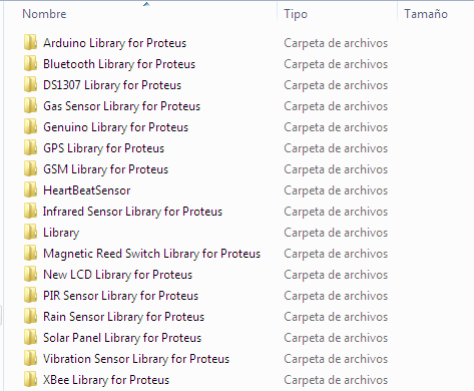 Nombre Tipo Tamaño
Arduino Library for Proteus Carpeta de archivos
Bluetooth Library for Proteus Carpeta de archivos
DS1307 Library for Proteus Carpeta de archivos
Gas Sensor Library for Proteus Carpeta de archivos
Genuino Library for Proteus Carpeta de archivos
GPS Library for Proteus Carpeta de archivos
GSM Library for Proteus Carpeta de archivos
HeartBeatSensor Carpeta de archivos
Infrared Sensor Library for Proteus Carpeta de archivos
Library Carpeta de archivos
Magnetic Reed Switch Library for Proteus Carpeta de archivos
New LCD Library for Proteus Carpeta de archivos
PIR Sensor Library for Proteus Carpeta de archivos
Rain Sensor Library for Proteus Carpeta de archivos
Solar Panel Library for Proteus Carpeta de archivos
Vibration Sensor Library for Proteus Carpeta de archivos
XBee Library for Proteus Carpeta de archivos